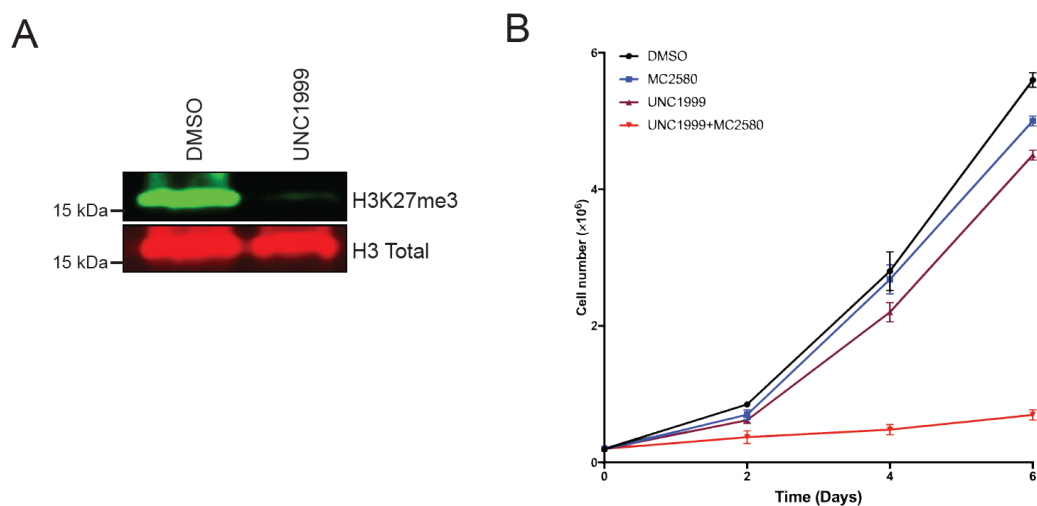 A
DMSO
UNC1999
15 kDa
H3K27me3
15 kDa
H3 Total
B
DMSO
MC2580
UNC1999
UNC1999+MC2580
Cell number (×10⁶)
6
4
2
0
0 2 4 6
Time (Days)